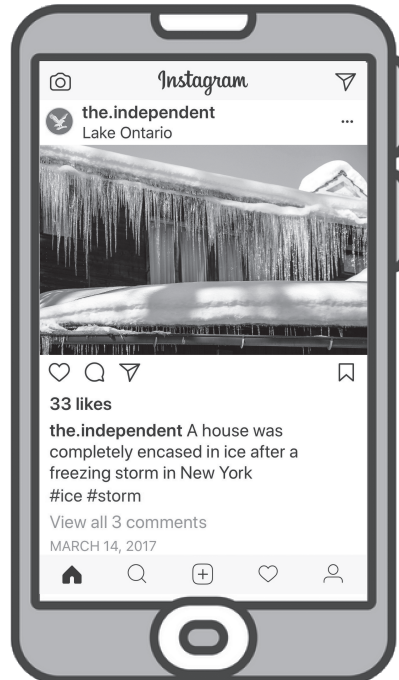 Instagram
the.independent
Lake Ontario
33 likes
the.independent A house was
completely encased in ice after a
freezing storm in New York
#ice #storm
View all 3 comments
MARCH 14, 2017